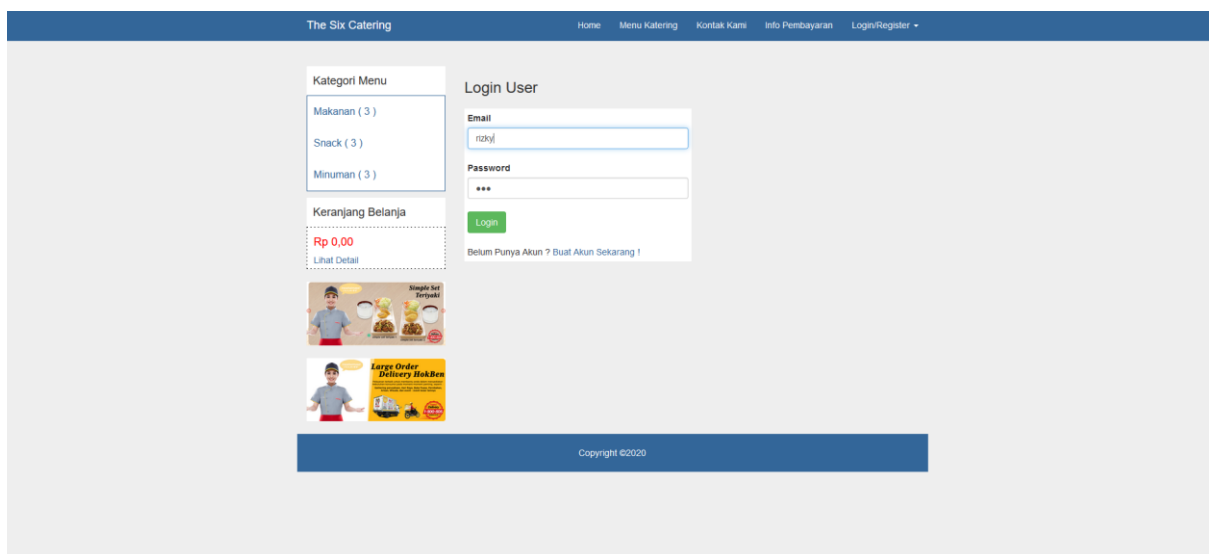 The Six Catering
Home Menu Katering Kontak Kami Info Pembayaran Login/Register
Kategori Menu
Makanan ( 3 )
Snack ( 3 )
Minuman ( 3 )
Keranjang Belanja
Rp 0,00
Lihat Detail
Simple Set
Teriyaki
Large Order
Delivery HokBen
Login User
Email
rizky
Password
•••
Login
Belum Punya Akun ? Buat Akun Sekarang !
Copyright ©2020